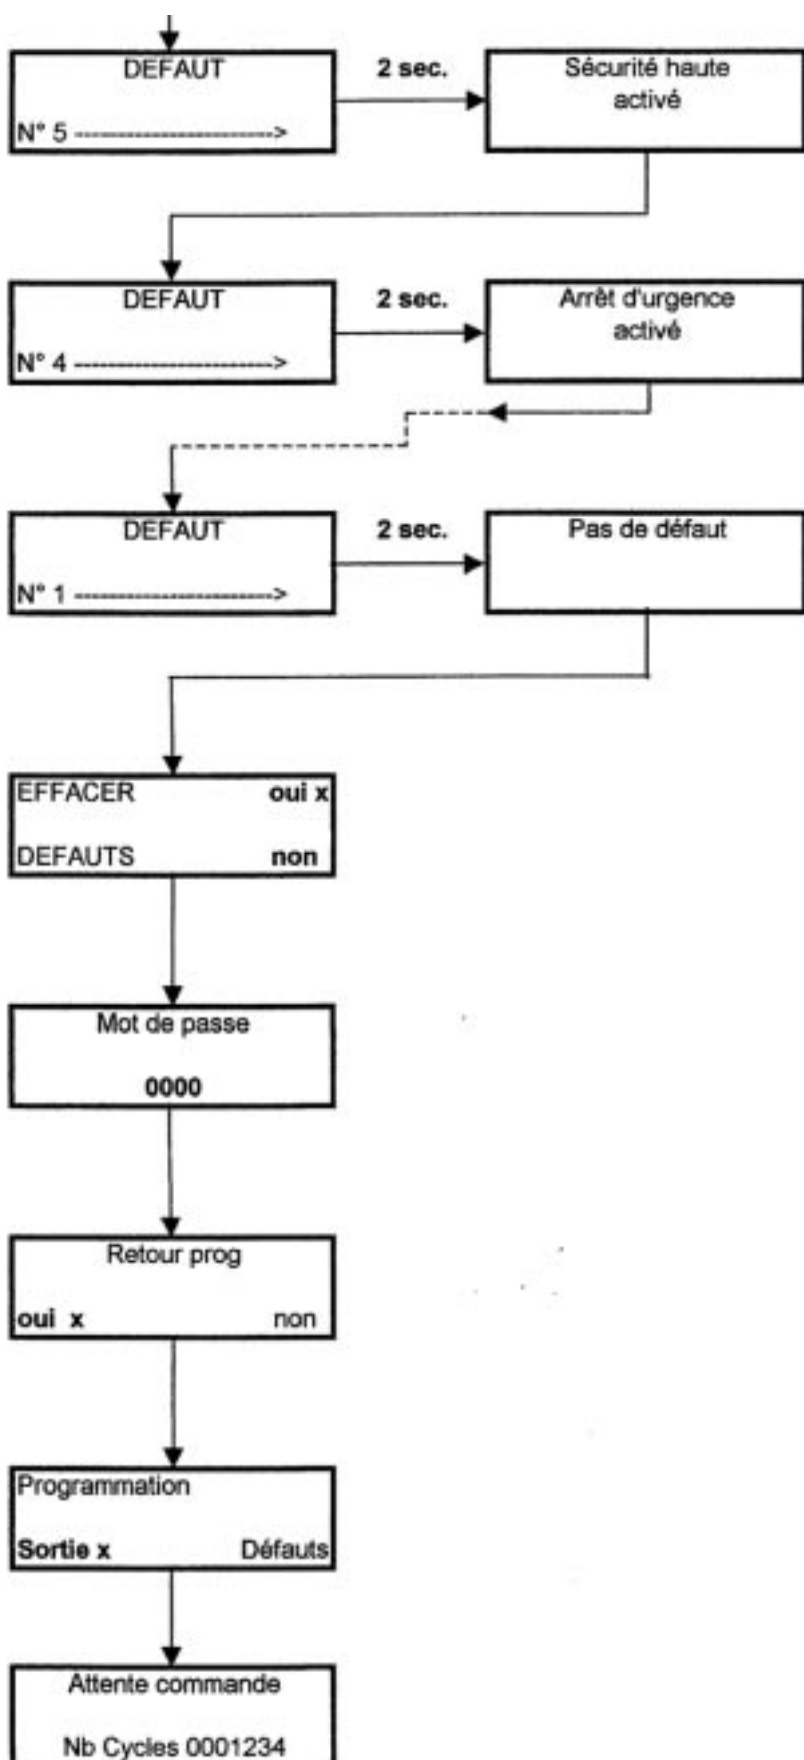 DEFAUT
N° 5 ---------------------->
2 sec.
Sécurité haute
activé
DEFAUT
N° 4 ---------------------->
2 sec.
Arrêt d'urgence
activé
DEFAUT
N° 1 ---------------------->
2 sec.
Pas de défaut
EFFACER oui x
DEFAUTS non
Mot de passe
0000
Retour prog
oui x non
Programmation
Sortie x Défauts
Attente commande
Nb Cycles 0001234